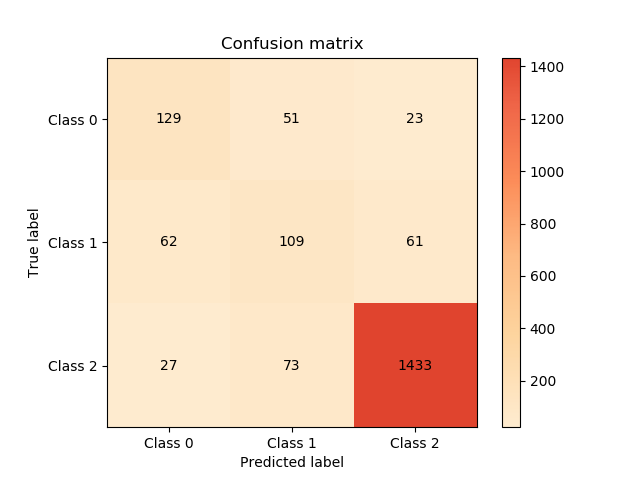 Confusion matrix
Class 0 129 51 23
Class 1 62 109 61
Class 2 27 73 1433
Class 0 Class 1 Class 2
Predicted label
True label
1400
1200
1000
800
600
400
200